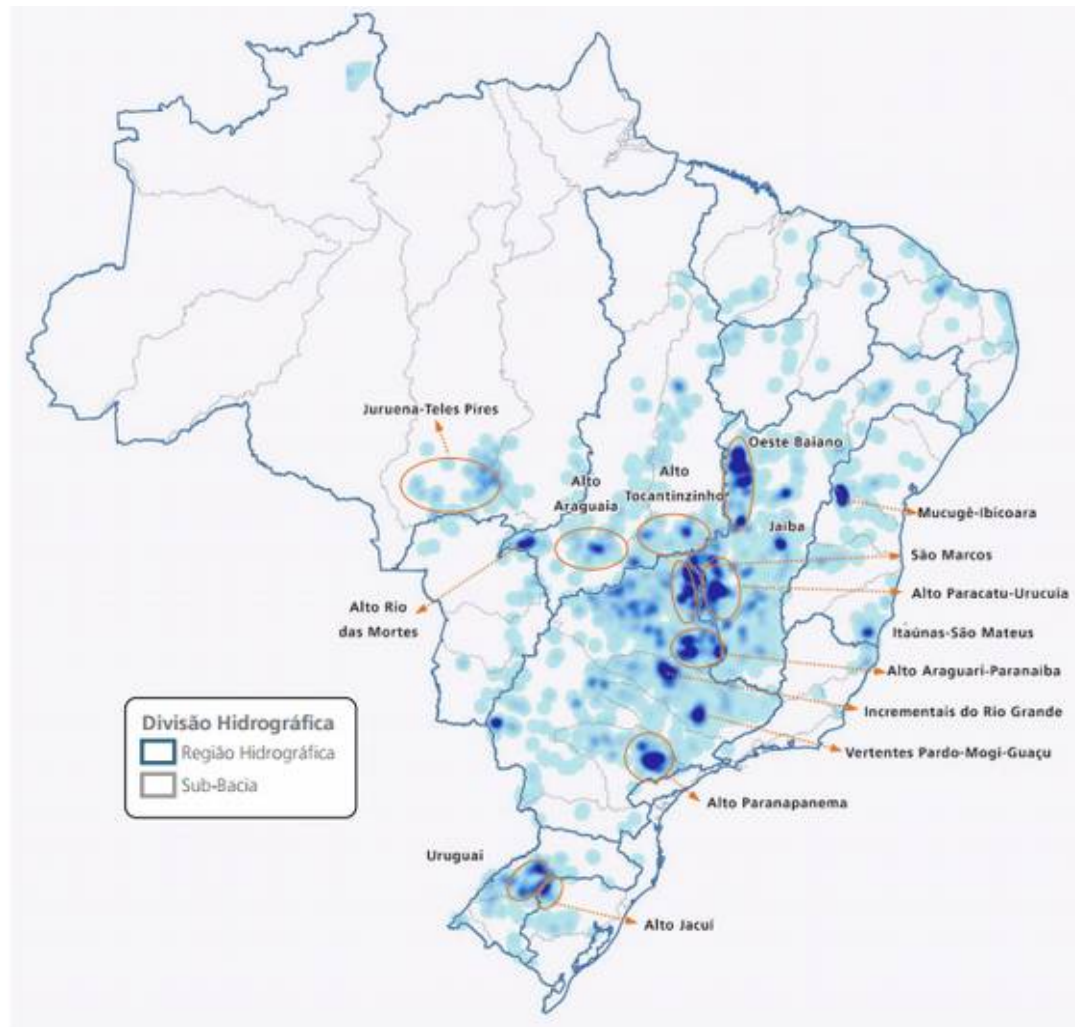 Juruena-Teles Pires
Oeste Baiano
Alto
Tocantinzinho
Alto
Araguaia
Mucugê-Ibicoara
Jaíba
São Marcos
Alto Paracatu-Urucuia
Alto Rio
das Mortes
Itaúnas-São Mateus
Alto Araguari-Paranaíba
Incrementais do Rio Grande
Vertentes Pardo-Mogi-Guaçu
Divisão Hidrográfica
Região Hidrográfica
Sub-Bacia
Alto Paranapanema
Uruguai
Alto Jacuí